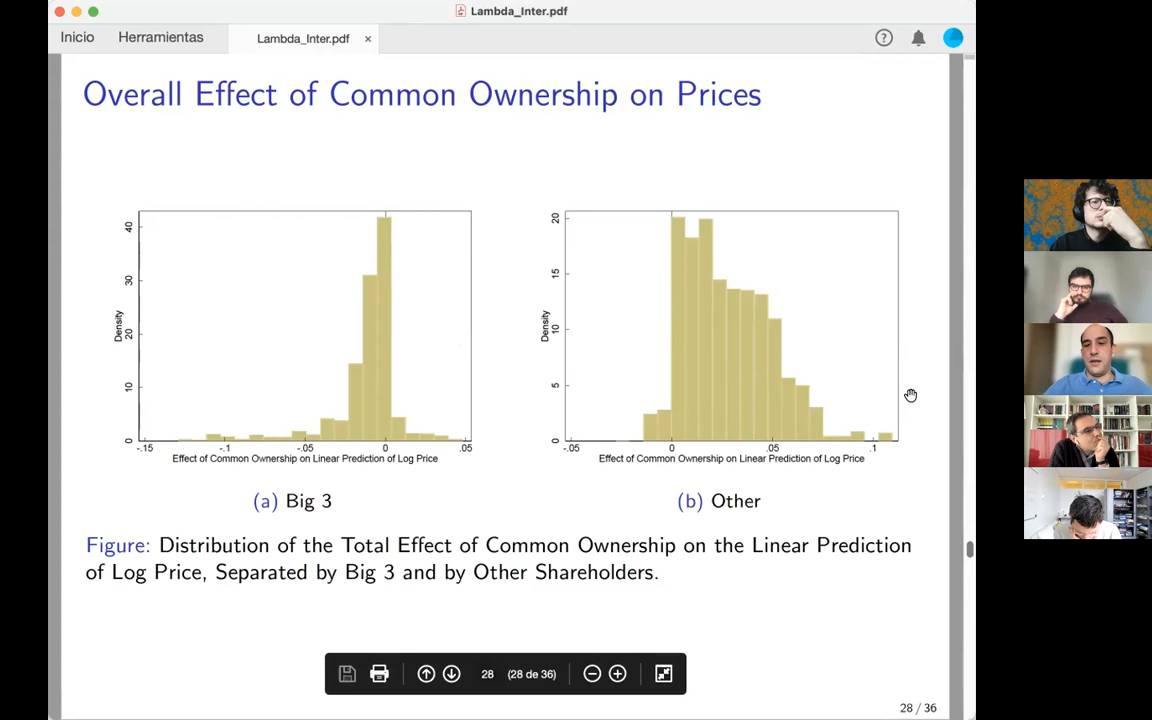 Lambda_Inter.pdf
Inicio Herramientas Lambda_Inter.pdf × ?
Overall Effect of Common Ownership on Prices
40
30
20
10
0
Density
-.15 -.1 -.05 0 .05
Effect of Common Ownership on Linear Prediction of Log Price
(a) Big 3
20
15
10
5
0
Density
-.05 0 .05 .1
Effect of Common Ownership on Linear Prediction of Log Price
(b) Other
Figure: Distribution of the Total Effect of Common Ownership on the Linear Prediction
of Log Price, Separated by Big 3 and by Other Shareholders.
28 (28 de 36)
28 / 36